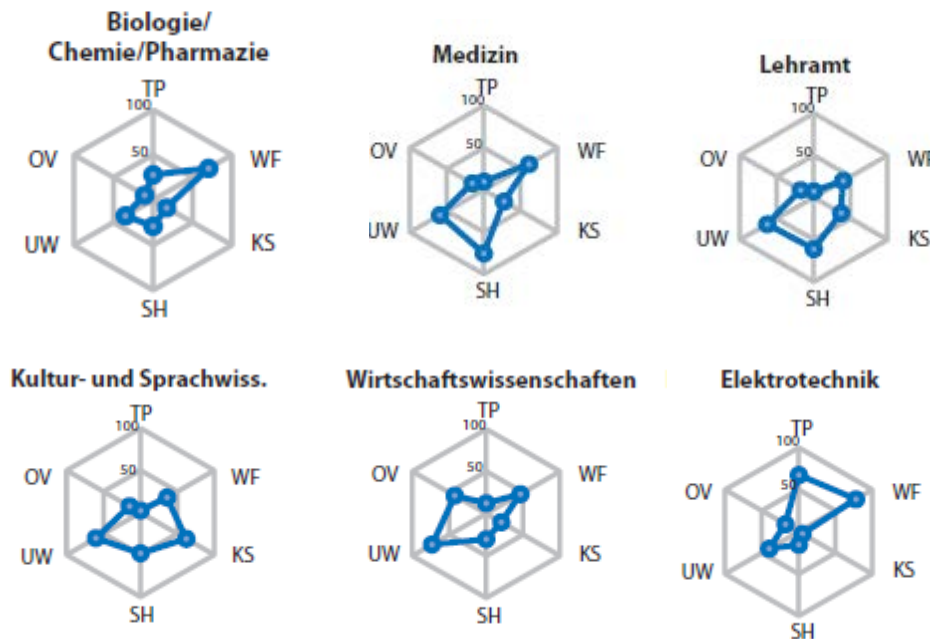 Biologie/
Chemie/Pharmazie
TP
100
50
OV
WF
UW
KS
SH
Medizin
TP
100
50
OV
WF
UW
KS
SH
Lehramt
TP
100
50
OV
WF
UW
KS
SH
Kultur- und Sprachwiss.
TP
100
50
OV
WF
UW
KS
SH
Wirtschaftswissenschaften
TP
100
50
OV
WF
UW
KS
SH
Elektrotechnik
TP
100
50
OV
WF
UW
KS
SH